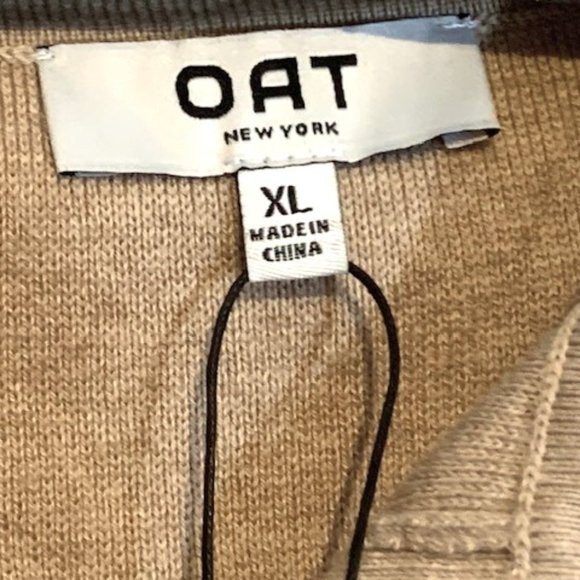 OAT
NEW YORK
XL
MADE IN
CHINA